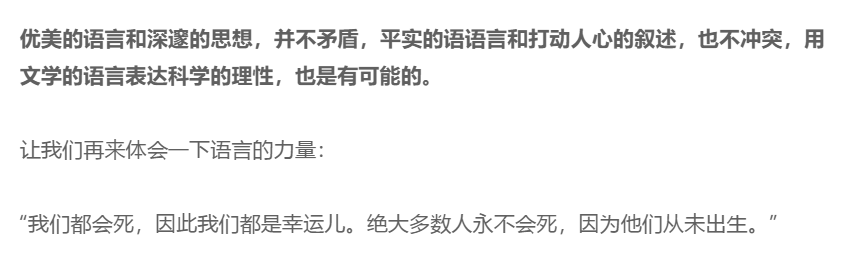 优美的语言和深邃的思想，并不矛盾，平实的语语言和打动人心的叙述，也不冲突，用
文学的语言表达科学的理性，也是有可能的。
让我们再来体会一下语言的力量：
“我们都会死，因此我们都是幸运儿。绝大多数人永不会死，因为他们从未出生。”